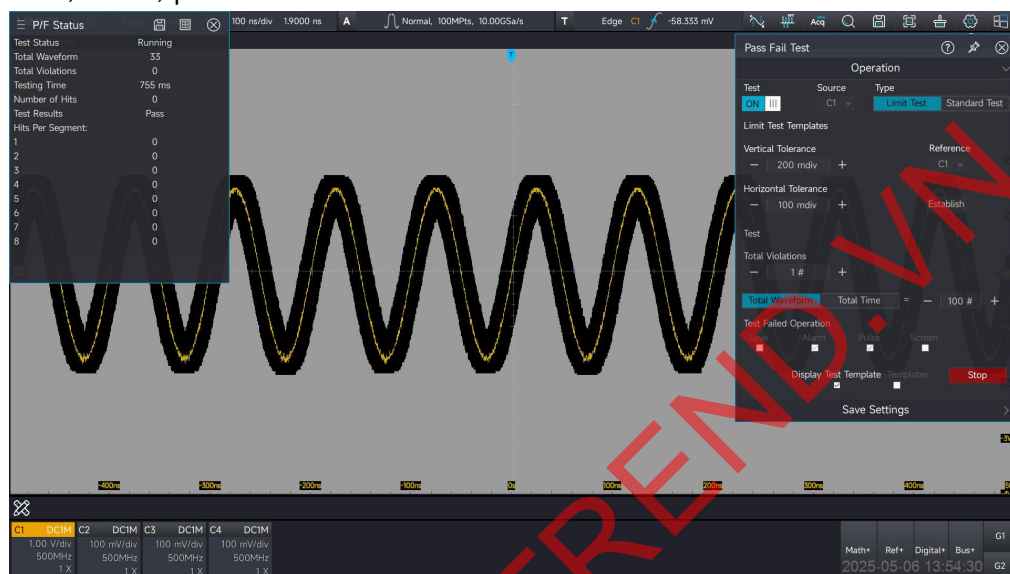 P/F Status
100 ns/div 1.9000 ns A Normal, 100MPts, 10.00GSa/s T Edge C1 -58.333 mV Acq
Test Status Running
Total Waveform 33
Total Violations 0
Testing Time 755 ms
Number of Hits 0
Test Results Pass
Hits Per Segment:
1 0
2 0
3 0
4 0
5 0
6 0
7 0
8 0
T
Pass Fail Test
Operation
Test Source Type
ON C1 Limit Test Standard Test
Limit Test Templates
Vertical Tolerance Reference
− 200 mdiv + C1
Horizontal Tolerance
− 100 mdiv + Establish
Test
Total Violations
− 1 # +
Total Waveform Total Time = − 100 # +
Test Failed Operation
Save Alarm Pulse Screen
Display Test Template Templates Stop
Save Settings
-400ns -300ns -200ns -100ns 0s 100ns 200ns 300ns 400ns
C1 DC1M C2 DC1M C3 DC1M C4 DC1M
1.00 V/div 100 mV/div 100 mV/div 100 mV/div
500MHz 500MHz 500MHz 500MHz
1 X 1 X 1 X 1 X
Math+ Ref+ Digital+ Bus+
G1
G2
2025-05-06 13:54:30
TREND.VN